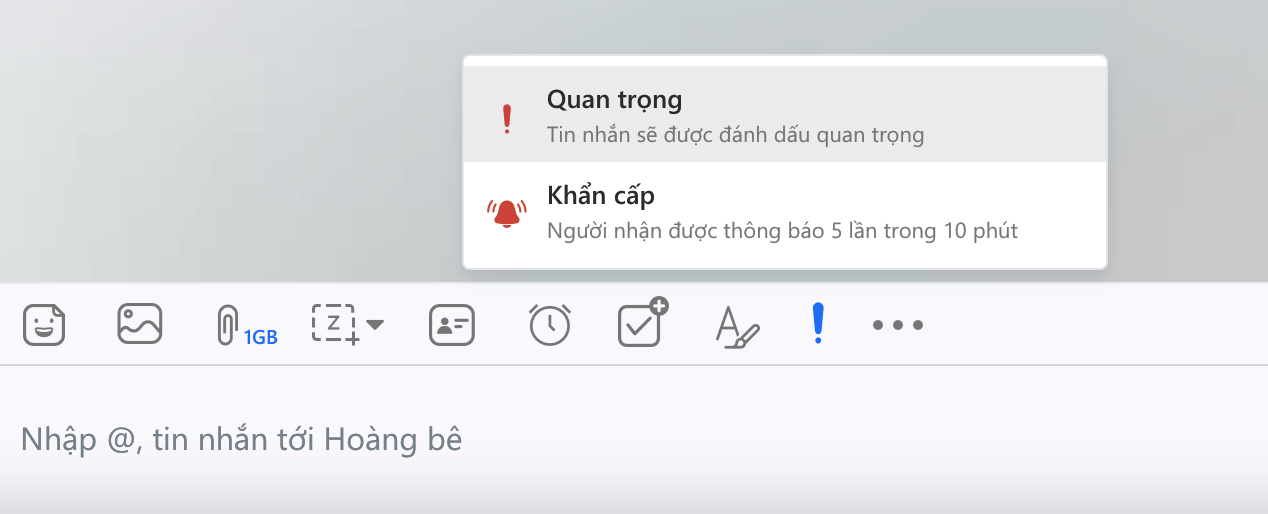 Quan trọng
Tin nhắn sẽ được đánh dấu quan trọng
Khẩn cấp
Người nhận được thông báo 5 lần trong 10 phút
1GB
Z
Nhập @, tin nhắn tới Hoàng bê